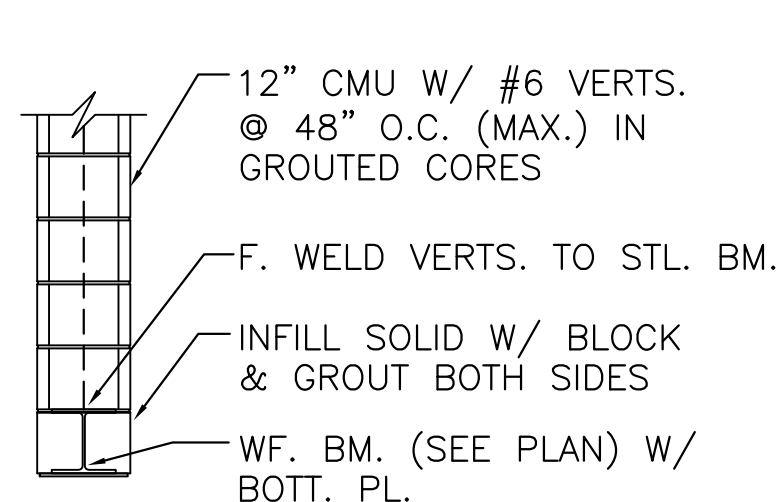 12" CMU W/ #6 VERTS.
@ 48" O.C. (MAX.) IN
GROUTED CORES
F. WELD VERTS. TO STL. BM.
INFILL SOLID W/ BLOCK
& GROUT BOTH SIDES
WF. BM. (SEE PLAN) W/
BOTT. PL.